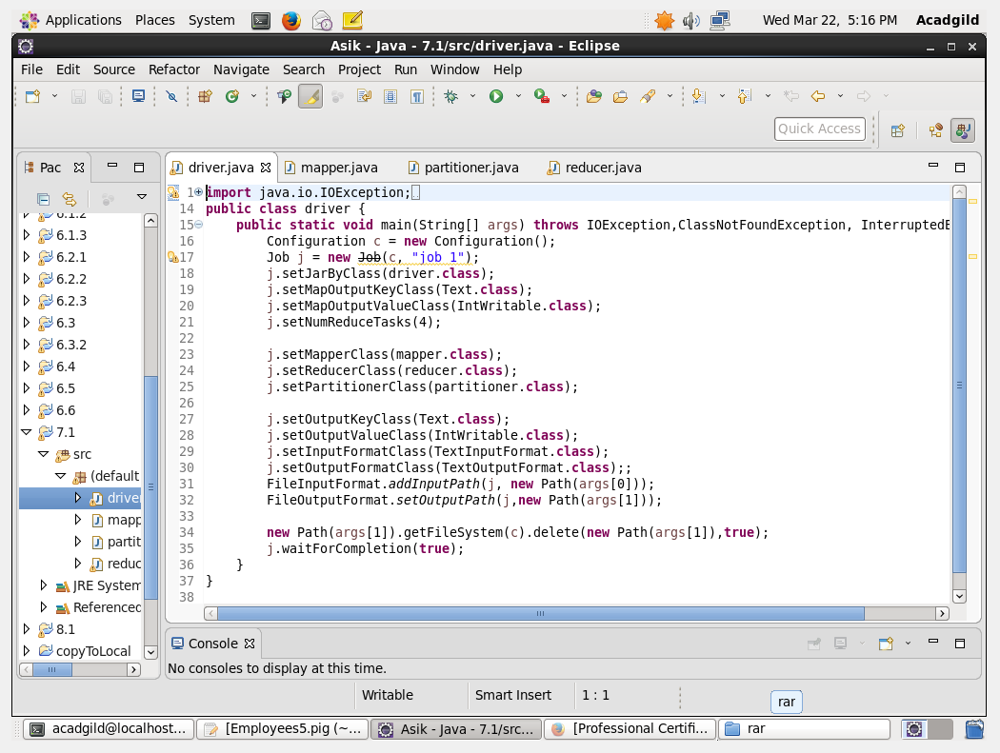 Applications Places System Wed Mar 22, 5:16 PM Acadgild
Asik - Java - 7.1/src/driver.java - Eclipse
File Edit Source Refactor Navigate Search Project Run Window Help
Quick Access
Pac
driver.java mapper.java partitioner.java reducer.java
6.1.2
6.1.3
6.2.1
6.2.2
6.2.3
6.3
6.3.2
6.4
6.5
6.6
7.1
src
(default
driver
mapp
partit
reduc
JRE System
Referenced
8.1
copyToLocal
1 import java.io.IOException;
14 public class driver {
15 public static void main(String[] args) throws IOException,ClassNotFoundException, InterruptedE
16 Configuration c = new Configuration();
17 Job j = new Job(c, "job 1");
18 j.setJarByClass(driver.class);
19 j.setMapOutputKeyClass(Text.class);
20 j.setMapOutputValueClass(IntWritable.class);
21 j.setNumReduceTasks(4);
22
23 j.setMapperClass(mapper.class);
24 j.setReducerClass(reducer.class);
25 j.setPartitionerClass(partitioner.class);
26
27 j.setOutputKeyClass(Text.class);
28 j.setOutputValueClass(IntWritable.class);
29 j.setInputFormatClass(TextInputFormat.class);
30 j.setOutputFormatClass(TextOutputFormat.class);;
31 FileInputFormat.addInputPath(j, new Path(args[0]));
32 FileOutputFormat.setOutputPath(j,new Path(args[1]));
33
34 new Path(args[1]).getFileSystem(c).delete(new Path(args[1]),true);
35 j.waitForCompletion(true);
36 }
37 }
38
Console
No consoles to display at this time.
Writable Smart Insert 1 : 1
rar
acadgild@localhost... [Employees5.pig (~... Asik - Java - 7.1/src... [Professional Certifi... rar